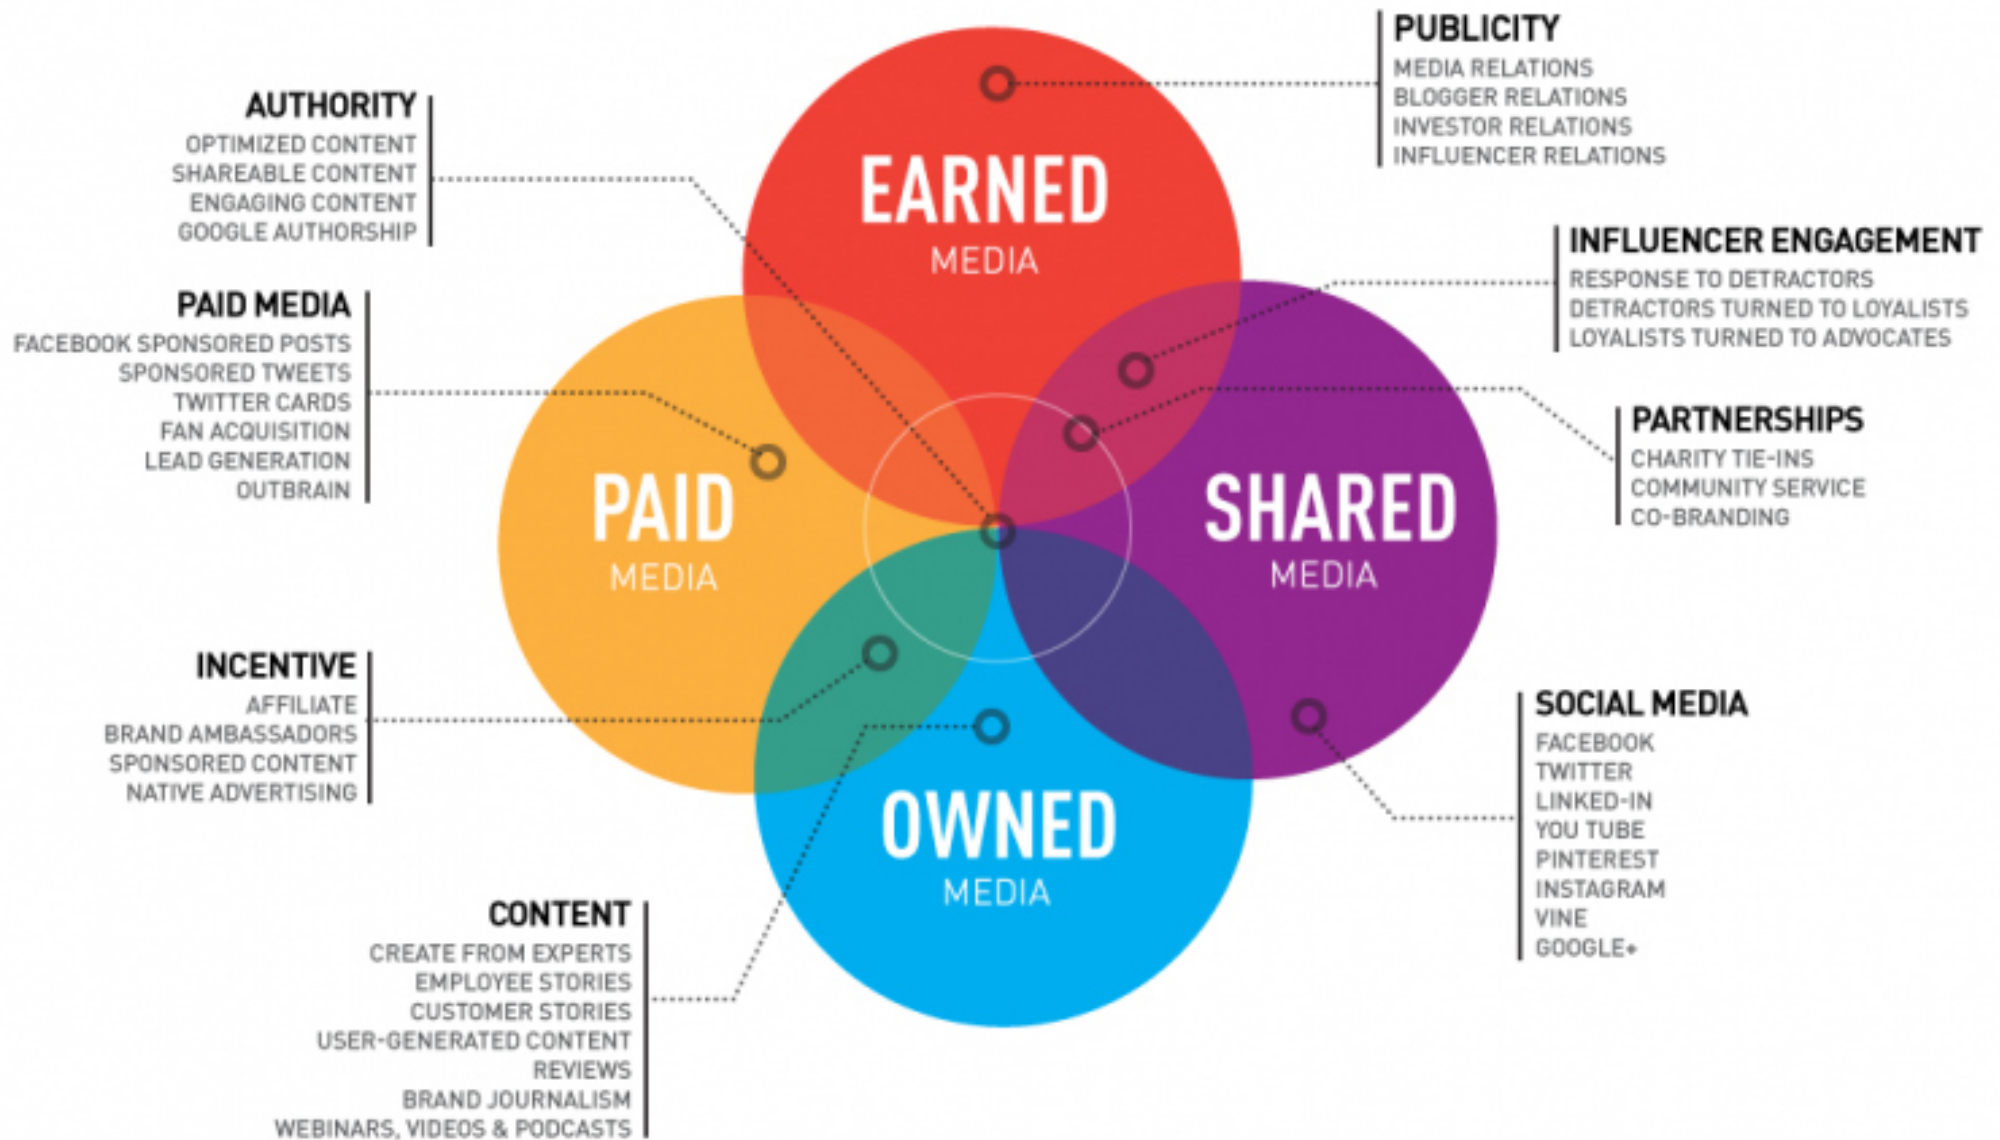 PUBLICITY
MEDIA RELATIONS
BLOGGER RELATIONS
INVESTOR RELATIONS
INFLUENCER RELATIONS
AUTHORITY
OPTIMIZED CONTENT
SHAREABLE CONTENT
ENGAGING CONTENT
GOOGLE AUTHORSHIP
EARNED
MEDIA
INFLUENCER ENGAGEMENT
RESPONSE TO DETRACTORS
DETRACTORS TURNED TO LOYALISTS
LOYALISTS TURNED TO ADVOCATES
PAID MEDIA
FACEBOOK SPONSORED POSTS
SPONSORED TWEETS
TWITTER CARDS
FAN ACQUISITION
LEAD GENERATION
OUTBRAIN
PARTNERSHIPS
CHARITY TIE-INS
COMMUNITY SERVICE
CO-BRANDING
PAID
MEDIA
SHARED
MEDIA
INCENTIVE
AFFILIATE
BRAND AMBASSADORS
SPONSORED CONTENT
NATIVE ADVERTISING
SOCIAL MEDIA
FACEBOOK
TWITTER
LINKED-IN
YOU TUBE
PINTEREST
INSTAGRAM
VINE
GOOGLE+
OWNED
MEDIA
CONTENT
CREATE FROM EXPERTS
EMPLOYEE STORIES
CUSTOMER STORIES
USER-GENERATED CONTENT
REVIEWS
BRAND JOURNALISM
WEBINARS, VIDEOS & PODCASTS